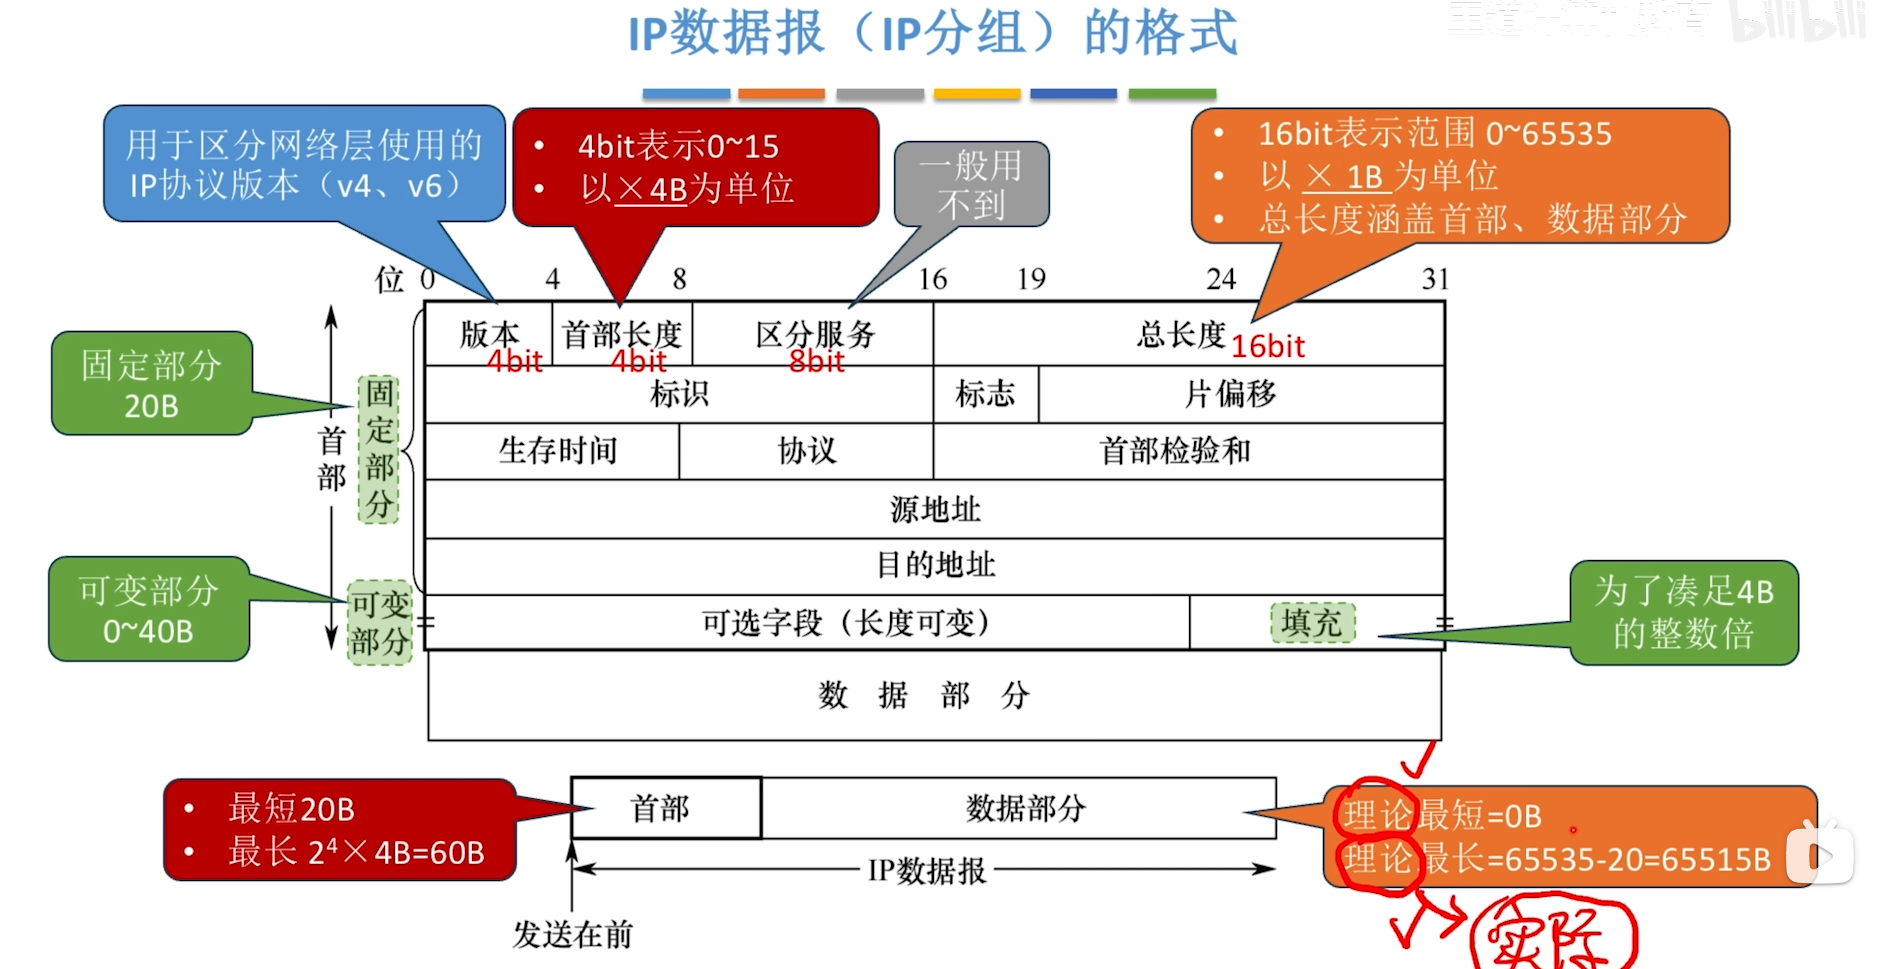 IP数据报（IP分组）的格式
bilibili
用于区分网络层使用的
IP协议版本（v4、v6）
• 4bit表示0~15
• 以×4B为单位
一般用
不到
• 16bit表示范围 0~65535
• 以 × 1B 为单位
• 总长度涵盖首部、数据部分
位 0 4 8 16 19 24 31
固定部分
20B
首部
固定部分
版本 首部长度 区分服务 总长度
4bit 4bit 8bit 16bit
标识 标志 片偏移
生存时间 协议 首部检验和
源地址
目的地址
可变部分
0~40B
可变
部分
可选字段（长度可变） 填充
为了凑足4B
的整数倍
数 据 部 分
• 最短20B
• 最长 2⁴×4B=60B
首部 数据部分
理论最短=0B
理论最长=65535-20=65515B
IP数据报
发送在前
实际